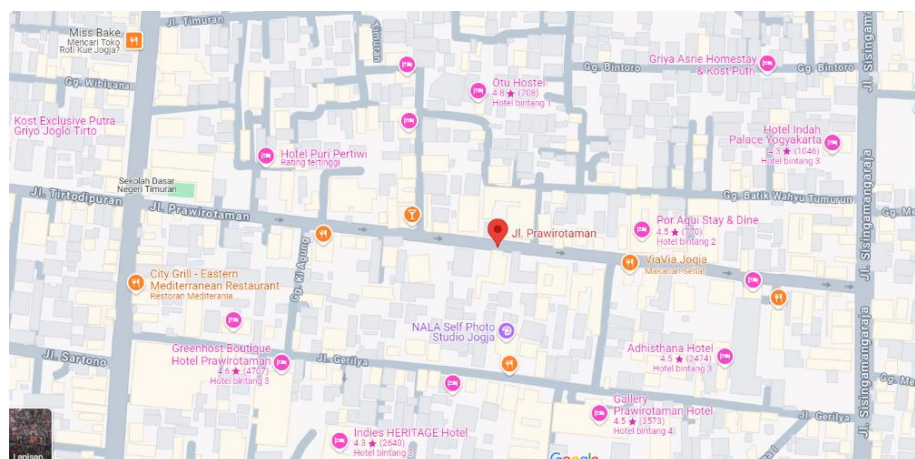 Jl. Timuran
Miss Bake
Mencari Toko
Roti Kue Jogja?
Timuran
Jl. Sisingamangaraja
Gg. Wibisana
Otu Hostel
4.8 ★ (708)
Hotel bintang 1
Gg. Bintoro
Griya Asrie Homestay
& Kost Putri
Gg. Bintoro
Kost Exclusive Putra
Griyo Joglo Tirto
Hotel Puri Pertiwi
Rating tertinggi
Hotel Indah
Palace Yogyakarta
4.3 ★ (1046)
Hotel bintang 3
Sekolah Dasar
Negeri Timuran
Jl. Tirtodipuran
Jl. Prawirotaman
Gg. Batik Wahyu Tumurun
Jl. Prawirotaman
Por Aqui Stay & Dine
4.5 ★ (770)
Hotel bintang 2
Jl. Sisingamangaraja
City Grill - Eastern
Mediterranean Restaurant
Restoran Mediterania
Gg. Ki Agung
ViaVia Jogja
Makanan Sehat
NALA Self Photo
Studio Jogja
Jl. Sartono
Greenhost Boutique
Hotel Prawirotaman
4.6 ★ (4707)
Hotel bintang 3
Jl. Gerilya
Adhisthana Hotel
4.5 ★ (2474)
Hotel bintang 3
Gallery
Prawirotaman Hotel
4.5 ★ (3573)
Hotel bintang 4
Jl. Gerilya
Jl. Sisingamangaraja
Indies HERITAGE Hotel
4.3 ★ (2640)
Hotel bintang 3
Lapisan
Google